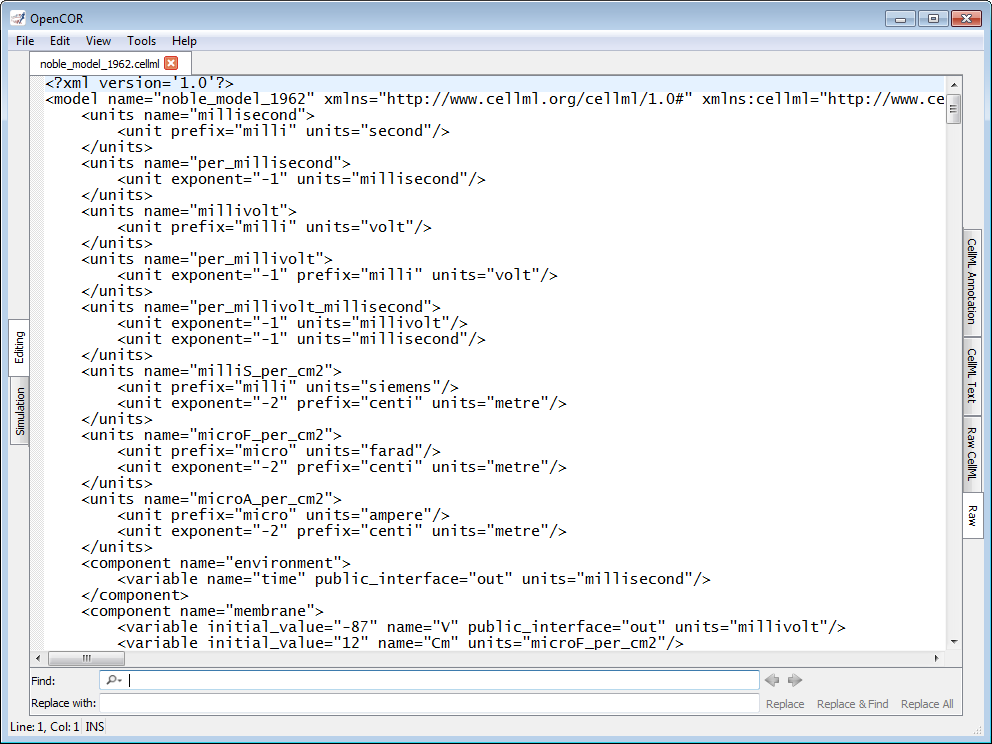 OpenCOR
File Edit View Tools Help
noble_model_1962.cellml
<?xml version='1.0'?>
<model name="noble_model_1962" xmlns="http://www.cellml.org/cellml/1.0#" xmlns:cellml="http://www.ce
    <units name="millisecond">
        <unit prefix="milli" units="second"/>
    </units>
    <units name="per_millisecond">
        <unit exponent="-1" units="millisecond"/>
    </units>
    <units name="millivolt">
        <unit prefix="milli" units="volt"/>
    </units>
    <units name="per_millivolt">
        <unit exponent="-1" prefix="milli" units="volt"/>
    </units>
    <units name="per_millivolt_millisecond">
        <unit exponent="-1" units="millivolt"/>
        <unit exponent="-1" units="millisecond"/>
    </units>
    <units name="milliS_per_cm2">
        <unit prefix="milli" units="siemens"/>
        <unit exponent="-2" prefix="centi" units="metre"/>
    </units>
    <units name="microF_per_cm2">
        <unit prefix="micro" units="farad"/>
        <unit exponent="-2" prefix="centi" units="metre"/>
    </units>
    <units name="microA_per_cm2">
        <unit prefix="micro" units="ampere"/>
        <unit exponent="-2" prefix="centi" units="metre"/>
    </units>
    <component name="environment">
        <variable name="time" public_interface="out" units="millisecond"/>
    </component>
    <component name="membrane">
        <variable initial_value="-87" name="V" public_interface="out" units="millivolt"/>
        <variable initial_value="12" name="Cm" units="microF_per_cm2"/>
Editing
Simulation
CellML Annotation
CellML Text
Raw CellML
Raw
Find:
Replace with:
Replace Replace & Find Replace All
Line: 1, Col: 1 INS